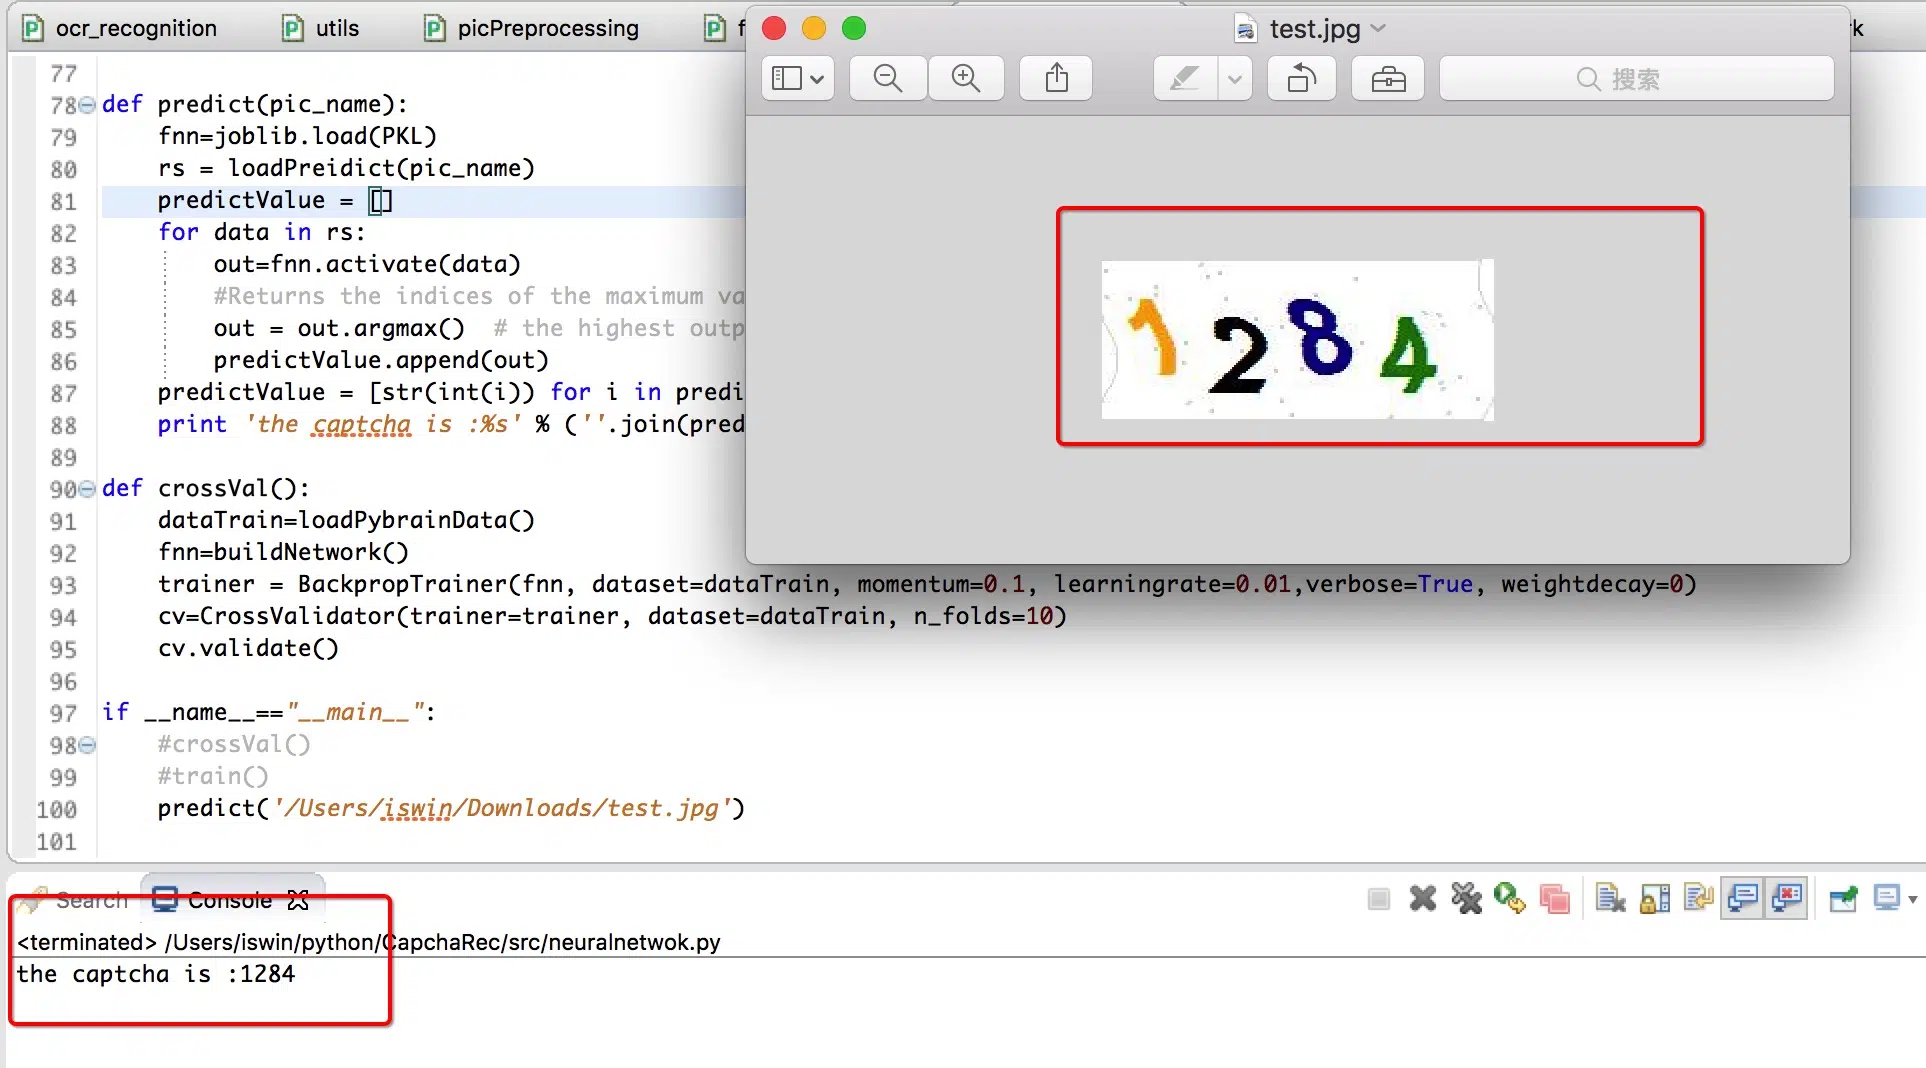 ocr_recognition utils picPreprocessing f
test.jpg
搜索
77
78 def predict(pic_name):
79 fnn=joblib.load(PKL)
80 rs = loadPreidict(pic_name)
81 predictValue = []
82 for data in rs:
83 out=fnn.activate(data)
84 #Returns the indices of the maximum va
85 out = out.argmax()  # the highest outp
86 predictValue.append(out)
87 predictValue = [str(int(i)) for i in predi
88 print 'the captcha is :%s' % (''.join(pred
89
90 def crossVal():
91 dataTrain=loadPybrainData()
92 fnn=buildNetwork()
93 trainer = BackpropTrainer(fnn, dataset=dataTrain, momentum=0.1, learningrate=0.01,verbose=True, weightdecay=0)
94 cv=CrossValidator(trainer=trainer, dataset=dataTrain, n_folds=10)
95 cv.validate()
96
97 if __name__=="__main__":
98 #crossVal()
99 #train()
100 predict('/Users/iswin/Downloads/test.jpg')
101
1284
Search Console
<terminated> /Users/iswin/python/CapchaRec/src/neuralnetwok.py
the captcha is :1284